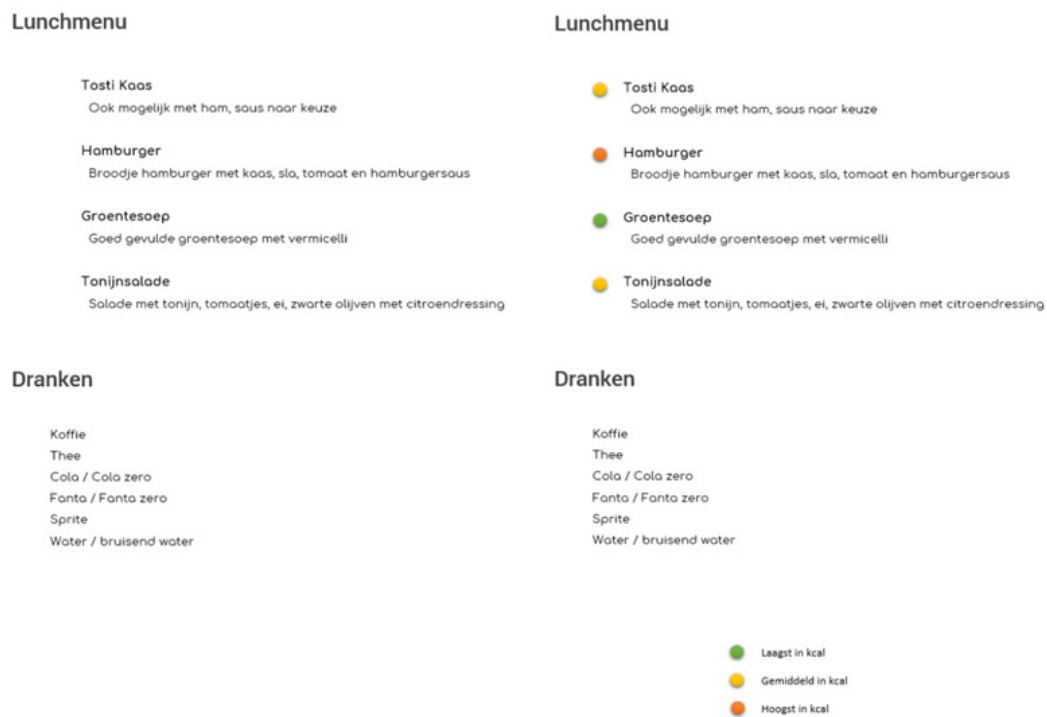 Lunchmenu
Tosti Kaas
Ook mogelijk met ham, saus naar keuze
Hamburger
Broodje hamburger met kaas, sla, tomaat en hamburgersaus
Groentesoep
Goed gevulde groentesoep met vermicelli
Tonijnsalade
Salade met tonijn, tomaatjes, ei, zwarte olijven met citroendressing
Dranken
Koffie
Thee
Cola / Cola zero
Fanta / Fanta zero
Sprite
Water / bruisend water
Lunchmenu
Tosti Kaas
Ook mogelijk met ham, saus naar keuze
Hamburger
Broodje hamburger met kaas, sla, tomaat en hamburgersaus
Groentesoep
Goed gevulde groentesoep met vermicelli
Tonijnsalade
Salade met tonijn, tomaatjes, ei, zwarte olijven met citroendressing
Dranken
Koffie
Thee
Cola / Cola zero
Fanta / Fanta zero
Sprite
Water / bruisend water
Laagst in kcal
Gemiddeld in kcal
Hoogst in kcal